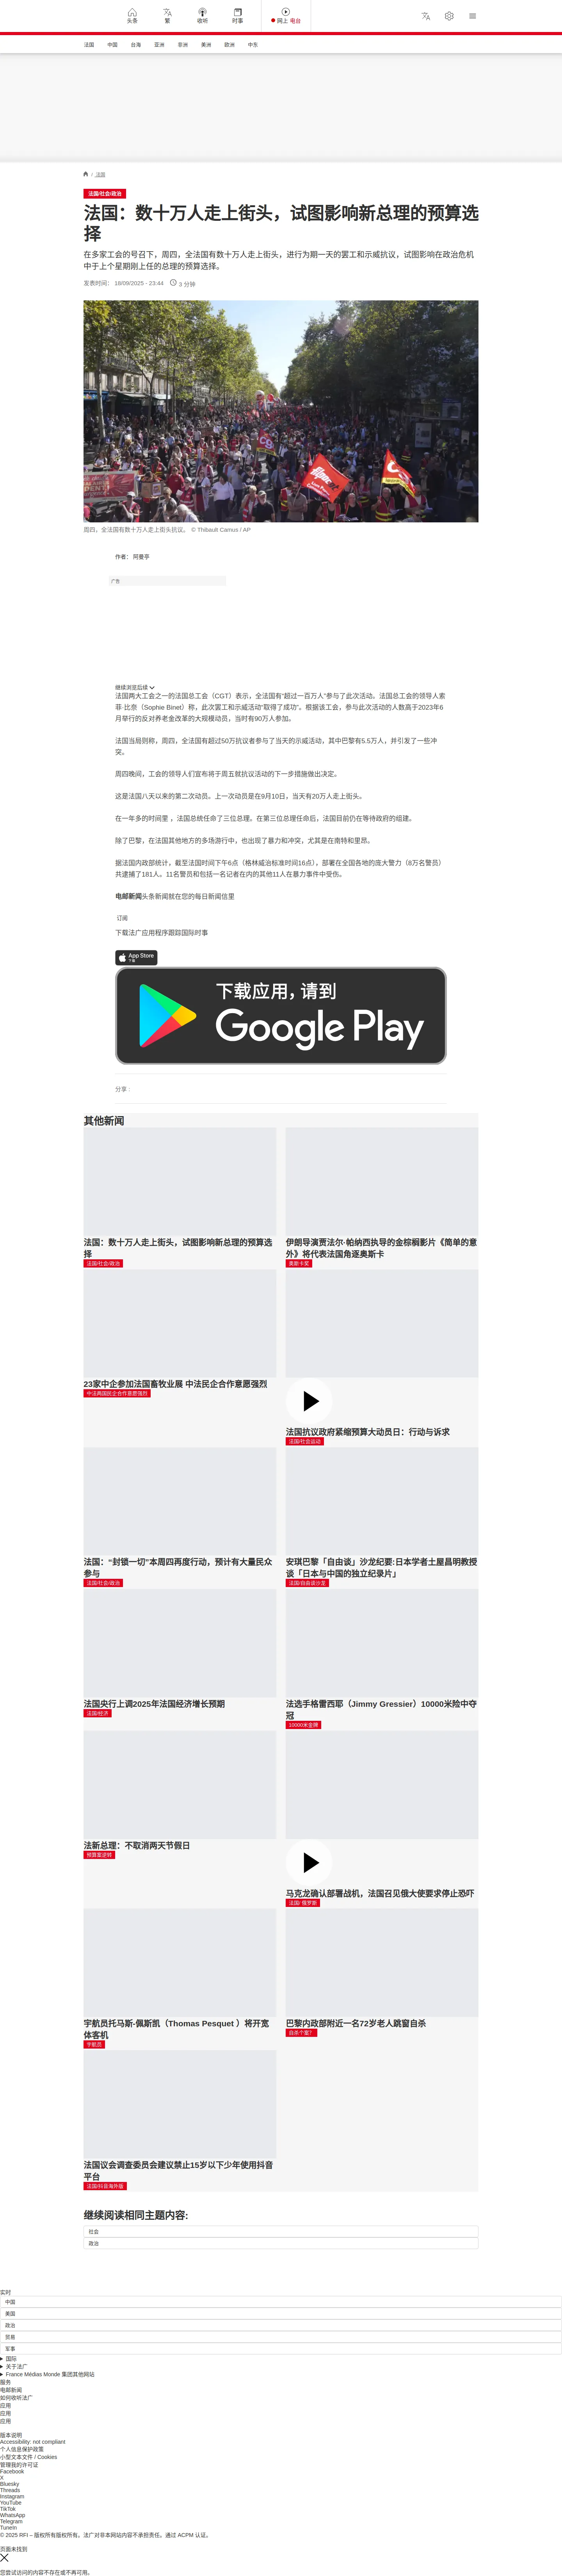 头条
繁
收听
时事
网上 电台
法国
中国
台海
亚洲
非洲
美洲
欧洲
中东
/ 法国
法国/社会/政治
法国：数十万人走上街头，试图影响新总理的预算选
择
在多家工会的号召下，周四，全法国有数十万人走上街头，进行为期一天的罢工和示威抗议，试图影响在政治危机
中于上个星期刚上任的总理的预算选择。
发表时间： 18/09/2025 - 23:44
3 分钟
周四，全法国有数十万人走上街头抗议。 © Thibault Camus / AP
作者： 阿曼亭
广告
继续浏览后续
法国两大工会之一的法国总工会（CGT）表示，全法国有“超过一百万人”参与了此次活动。法国总工会的领导人索
菲·比奈（Sophie Binet）称，此次罢工和示威活动“取得了成功”。根据该工会，参与此次活动的人数高于2023年6
月举行的反对养老金改革的大规模动员，当时有90万人参加。
法国当局则称，周四，全法国有超过50万抗议者参与了当天的示威活动，其中巴黎有5.5万人，并引发了一些冲
突。
周四晚间，工会的领导人们宣布将于周五就抗议活动的下一步措施做出决定。
这是法国八天以来的第二次动员。上一次动员是在9月10日，当天有20万人走上街头。
在一年多的时间里 ，法国总统任命了三位总理。在第三位总理任命后，法国目前仍在等待政府的组建。
除了巴黎，在法国其他地方的多场游行中，也出现了暴力和冲突，尤其是在南特和里昂。
据法国内政部统计，截至法国时间下午6点（格林威治标准时间16点），部署在全国各地的庞大警力（8万名警员）
共逮捕了181人。11名警员和包括一名记者在内的其他11人在暴力事件中受伤。
电邮新闻头条新闻就在您的每日新闻信里
订阅
下载法广应用程序跟踪国际时事
App Store
下载
下载应用，请到
Google Play
分享 :
其他新闻
法国：数十万人走上街头，试图影响新总理的预算选
择
法国/社会/政治
伊朗导演贾法尔·帕纳西执导的金棕榈影片《简单的意
外》将代表法国角逐奥斯卡
奥斯卡奖
23家中企参加法国畜牧业展 中法民企合作意愿强烈
中法两国民企合作意愿强烈
法国抗议政府紧缩预算大动员日：行动与诉求
法国/社会运动
法国：“封锁一切”本周四再度行动，预计有大量民众
参与
法国/社会/政治
安琪巴黎「自由谈」沙龙纪要:日本学者土屋昌明教授
谈「日本与中国的独立纪录片」
法国/自由谈沙龙
法国央行上调2025年法国经济增长预期
法国/经济
法选手格雷西耶（Jimmy Gressier）10000米险中夺
冠
10000米金牌
法新总理：不取消两天节假日
预算案逆转
马克龙确认部署战机，法国召见俄大使要求停止恐吓
法国/ 俄罗斯
宇航员托马斯-佩斯凯（Thomas Pesquet ）将开宽
体客机
宇航员
巴黎内政部附近一名72岁老人跳窗自杀
自杀个案？
法国议会调查委员会建议禁止15岁以下少年使用抖音
平台
法国/抖音海外版
继续阅读相同主题内容:
社会
政治
实时
中国
美国
政治
贸易
军事
国际
关于法广
France Médias Monde 集团其他网站
服务
电邮新闻
如何收听法广
应用
应用
应用
版本说明
Accessibility: not compliant
个人信息保护政策
小型文本文件 / Cookies
管理我的许可证
Facebook
X
Bluesky
Threads
Instagram
YouTube
TikTok
WhatsApp
Telegram
TuneIn
© 2025 RFI – 版权所有版权所有。法广对非本网站内容不承担责任。通过 ACPM 认证。
页面未找到
您尝试访问的内容不存在或不再可用。